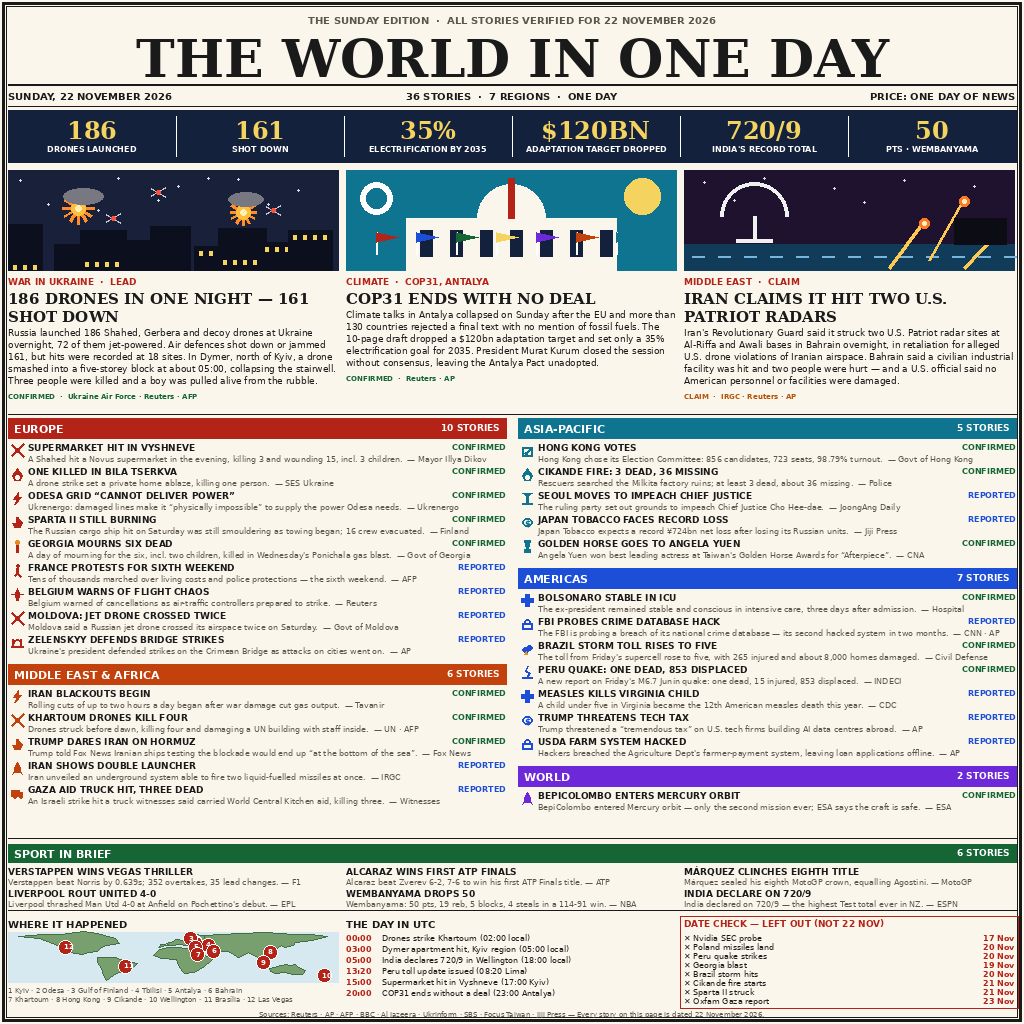 THE SUNDAY EDITION · ALL STORIES VERIFIED FOR 22 NOVEMBER 2026
THE WORLD IN ONE DAY
SUNDAY, 22 NOVEMBER 2026
36 STORIES · 7 REGIONS · ONE DAY
PRICE: ONE DAY OF NEWS
186
DRONES LAUNCHED
161
SHOT DOWN
35%
ELECTRIFICATION BY 2035
$120BN
ADAPTATION TARGET DROPPED
720/9
INDIA'S RECORD TOTAL
50
PTS · WEMBANYAMA
WAR IN UKRAINE · LEAD
186 DRONES IN ONE NIGHT — 161
SHOT DOWN
Russia launched 186 Shahed, Gerbera and decoy drones at Ukraine
overnight, 72 of them jet-powered. Air defences shot down or jammed
161, but hits were recorded at 18 sites. In Dymer, north of Kyiv, a drone
smashed into a five-storey block at about 05:00, collapsing the stairwell.
Three people were killed and a boy was pulled alive from the rubble.
CONFIRMED · Ukraine Air Force · Reuters · AFP
CLIMATE · COP31, ANTALYA
COP31 ENDS WITH NO DEAL
Climate talks in Antalya collapsed on Sunday after the EU and more than
130 countries rejected a final text with no mention of fossil fuels. The
10-page draft dropped a $120bn adaptation target and set only a 35%
electrification goal for 2035. President Murat Kurum closed the session
without consensus, leaving the Antalya Pact unadopted.
CONFIRMED · Reuters · AP
MIDDLE EAST · CLAIM
IRAN CLAIMS IT HIT TWO U.S.
PATRIOT RADARS
Iran's Revolutionary Guard said it struck two U.S. Patriot radar sites at
Al-Riffa and Awali bases in Bahrain overnight, in retaliation for alleged
U.S. drone violations of Iranian airspace. Bahrain said a civilian industrial
facility was hit and two people were hurt — and a U.S. official said no
American personnel or facilities were damaged.
CLAIM · IRGC · Reuters · AP
EUROPE 10 STORIES
SUPERMARKET HIT IN VYSHNEVE CONFIRMED
A Shahed hit a Novus supermarket in the evening, killing 3 and wounding 15, incl. 3 children. — Mayor Illya Dikov
ONE KILLED IN BILA TSERKVA CONFIRMED
A drone strike set a private home ablaze, killing one person. — SES Ukraine
ODESA GRID “CANNOT DELIVER POWER” CONFIRMED
Ukrenergo: damaged lines make it “physically impossible” to supply the power Odesa needs. — Ukrenergo
SPARTA II STILL BURNING CONFIRMED
The Russian cargo ship hit on Saturday was still smouldering as towing began; 16 crew evacuated. — Finland
GEORGIA MOURNS SIX DEAD CONFIRMED
A day of mourning for the six, incl. two children, killed in Wednesday's Ponichala gas blast. — Govt of Georgia
FRANCE PROTESTS FOR SIXTH WEEKEND REPORTED
Tens of thousands marched over living costs and police protections — the sixth weekend. — AFP
BELGIUM WARNS OF FLIGHT CHAOS REPORTED
Belgium warned of cancellations as air-traffic controllers prepared to strike. — Reuters
MOLDOVA: JET DRONE CROSSED TWICE REPORTED
Moldova said a Russian jet drone crossed its airspace twice on Saturday. — Govt of Moldova
ZELENSKYY DEFENDS BRIDGE STRIKES REPORTED
Ukraine's president defended strikes on the Crimean Bridge as attacks on cities went on. — AP
MIDDLE EAST & AFRICA 6 STORIES
IRAN BLACKOUTS BEGIN CONFIRMED
Rolling cuts of up to two hours a day began after war damage cut gas output. — Tavanir
KHARTOUM DRONES KILL FOUR CONFIRMED
Drones struck before dawn, killing four and damaging a UN building with staff inside. — UN · AFP
TRUMP DARES IRAN ON HORMUZ CONFIRMED
Trump told Fox News Iranian ships testing the blockade would end up “at the bottom of the sea”. — Fox News
IRAN SHOWS DOUBLE LAUNCHER REPORTED
Iran unveiled an underground system able to fire two liquid-fuelled missiles at once. — IRGC
GAZA AID TRUCK HIT, THREE DEAD REPORTED
An Israeli strike hit a truck witnesses said carried World Central Kitchen aid, killing three. — Witnesses
ASIA-PACIFIC 5 STORIES
HONG KONG VOTES CONFIRMED
Hong Kong chose its Election Committee: 856 candidates, 723 seats, 98.79% turnout. — Govt of Hong Kong
CIKANDE FIRE: 3 DEAD, 36 MISSING CONFIRMED
Rescuers searched the Milkita factory ruins; at least 3 dead, about 36 missing. — Police
SEOUL MOVES TO IMPEACH CHIEF JUSTICE REPORTED
The ruling party set out grounds to impeach Chief Justice Cho Hee-dae. — JoongAng Daily
JAPAN TOBACCO FACES RECORD LOSS REPORTED
Japan Tobacco expects a record ¥724bn net loss after losing its Russian units. — Jiji Press
GOLDEN HORSE GOES TO ANGELA YUEN CONFIRMED
Angela Yuen won best leading actress at Taiwan's Golden Horse Awards for “Afterpiece”. — CNA
AMERICAS 7 STORIES
BOLSONARO STABLE IN ICU CONFIRMED
The ex-president remained stable and conscious in intensive care, three days after admission. — Hospital
FBI PROBES CRIME DATABASE HACK REPORTED
The FBI is probing a breach of its national crime database — its second hacked system in two months. — CNN · AP
BRAZIL STORM TOLL RISES TO FIVE CONFIRMED
The toll from Friday's supercell rose to five, with 265 injured and about 8,000 homes damaged. — Civil Defense
PERU QUAKE: ONE DEAD, 853 DISPLACED CONFIRMED
A new report on Friday's M6.7 Junín quake: one dead, 15 injured, 853 displaced. — INDECI
MEASLES KILLS VIRGINIA CHILD REPORTED
A child under five in Virginia became the 12th American measles death this year. — CDC
TRUMP THREATENS TECH TAX REPORTED
Trump threatened a “tremendous tax” on U.S. tech firms building AI data centres abroad. — AP
USDA FARM SYSTEM HACKED REPORTED
Hackers breached the Agriculture Dept's farmer-payment system, leaving loan applications offline. — AP
WORLD 2 STORIES
BEPICOLOMBO ENTERS MERCURY ORBIT CONFIRMED
BepiColombo entered Mercury orbit — only the second mission ever; ESA says the craft is safe. — ESA
SPORT IN BRIEF 6 STORIES
VERSTAPPEN WINS VEGAS THRILLER
Verstappen beat Norris by 0.639s; 352 overtakes, 35 lead changes. — F1
LIVERPOOL ROUT UNITED 4-0
Liverpool thrashed Man Utd 4-0 at Anfield on Pochettino's debut. — EPL
ALCARAZ WINS FIRST ATP FINALS
Alcaraz beat Zverev 6-2, 7-6 to win his first ATP Finals title. — ATP
WEMBANYAMA DROPS 50
Wembanyama: 50 pts, 19 reb, 5 blocks, 4 steals in a 114-91 win. — NBA
MÁRQUEZ CLINCHES EIGHTH TITLE
Márquez sealed his eighth MotoGP crown, equalling Agostini. — MotoGP
INDIA DECLARE ON 720/9
India declared on 720/9 — the highest Test total ever in NZ. — ESPN
WHERE IT HAPPENED
1 Kyiv · 2 Odesa · 3 Gulf of Finland · 4 Tbilisi · 5 Antalya · 6 Bahrain
7 Khartoum · 8 Hong Kong · 9 Cikande · 10 Wellington · 11 Brasília · 12 Las Vegas
THE DAY IN UTC
00:00 Drones strike Khartoum (02:00 local)
03:00 Dymer apartment hit, Kyiv region (05:00 local)
05:00 India declares 720/9 in Wellington (18:00 local)
13:20 Peru toll update issued (08:20 Lima)
15:00 Supermarket hit in Vyshneve (17:00 Kyiv)
20:00 COP31 ends without a deal (23:00 Antalya)
DATE CHECK — LEFT OUT (NOT 22 NOV)
× Nvidia SEC probe 17 Nov
× Poland missiles land 20 Nov
× Peru quake strikes 20 Nov
× Georgia blast 19 Nov
× Brazil storm hits 20 Nov
× Cikande fire starts 21 Nov
× Sparta II struck 21 Nov
× Oxfam Gaza report 23 Nov
Sources: Reuters · AP · AFP · BBC · Al Jazeera · Ukrinform · SBS · Focus Taiwan · Press — Every story on this page is dated 22 November 2026.